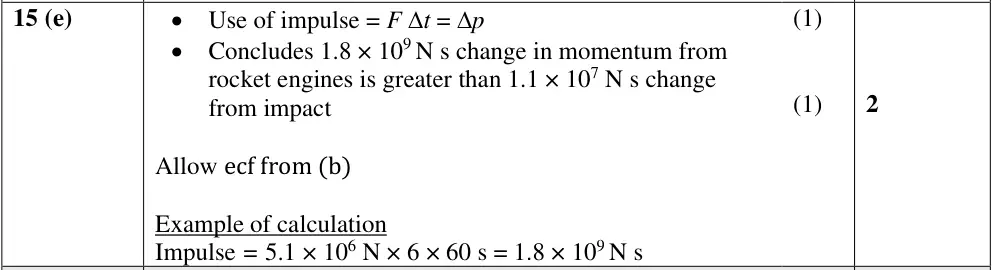 15 (e)
• Use of impulse = F Δt = Δp (1)
• Concludes 1.8 × 10⁹ N s change in momentum from
rocket engines is greater than 1.1 × 10⁷ N s change
from impact (1) 2
Allow ecf from (b)
Example of calculation
Impulse = 5.1 × 10⁶ N × 6 × 60 s = 1.8 × 10⁹ N s